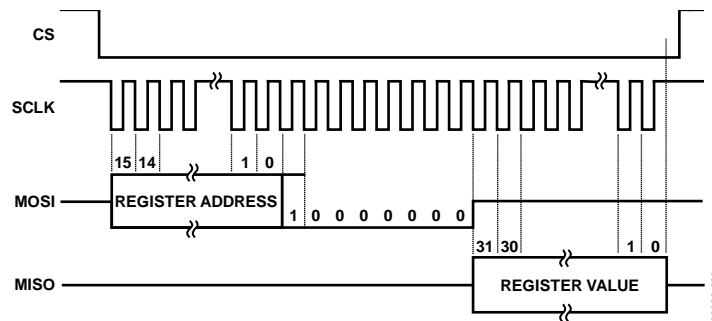 CS
SCLK
15 14 1 0
MOSI REGISTER ADDRESS
1 0 0 0 0 0 0 0
31 30 1 0
MISO REGISTER VALUE